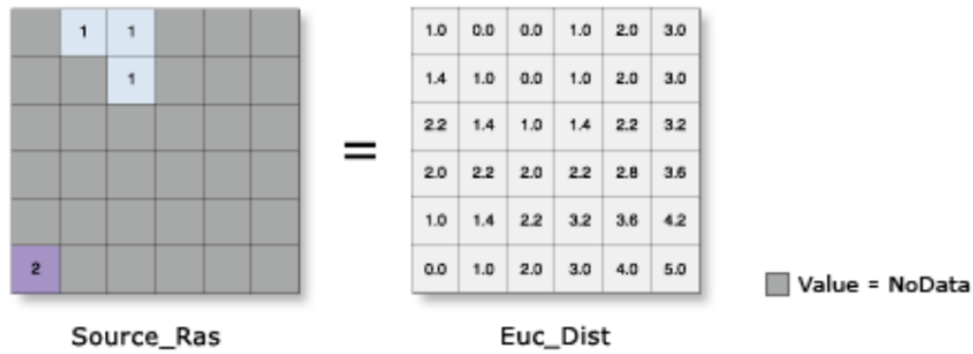 1 1 1.0 0.0 0.0 1.0 2.0 3.0
1 1.4 1.0 0.0 1.0 2.0 3.0
2.2 1.4 1.0 1.4 2.2 3.2
=
2.0 2.2 2.0 2.2 2.8 3.6
1.0 1.4 2.2 3.2 3.6 4.2
2 0.0 1.0 2.0 3.0 4.0 5.0
Value = NoData
Source_Ras Euc_Dist